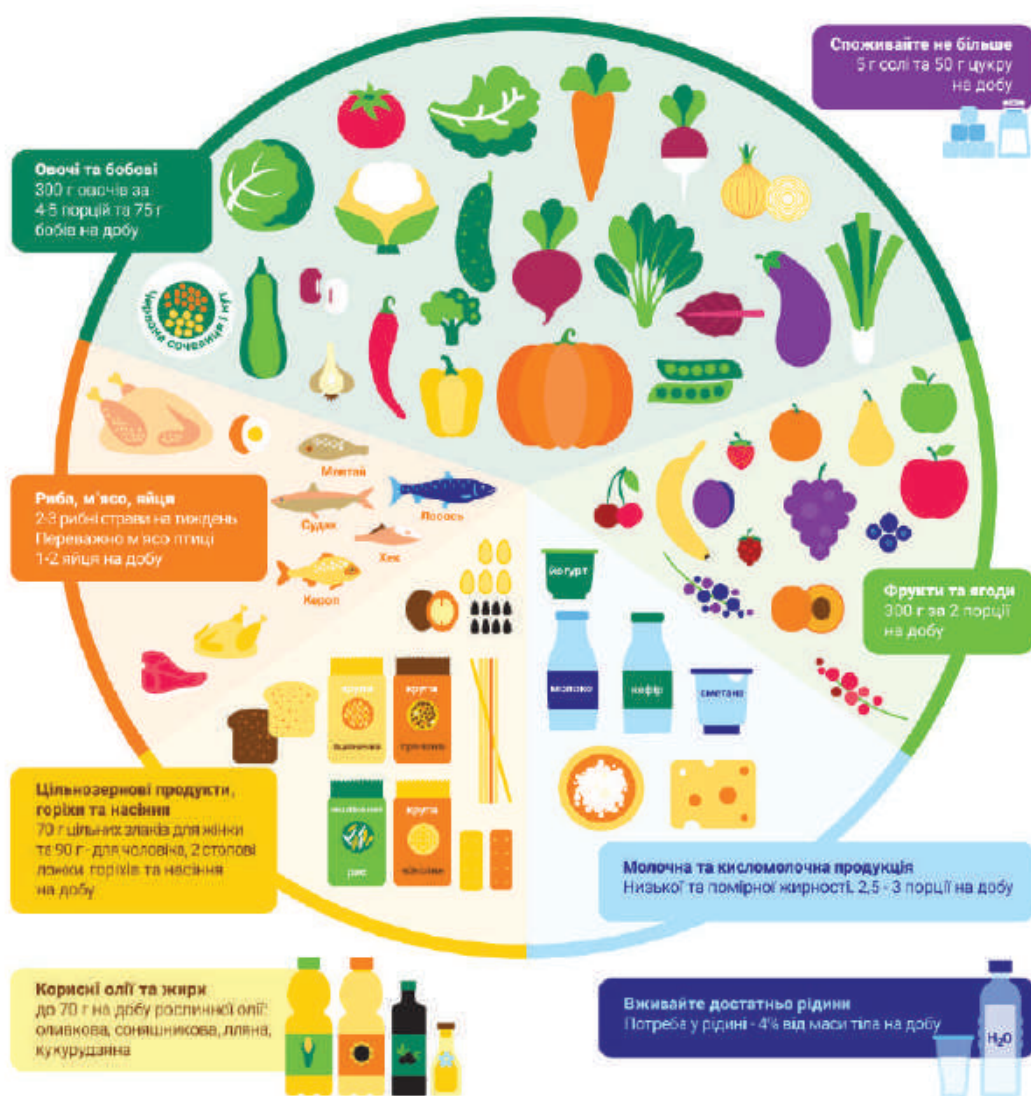 Споживайте не більше
5 г солі та 50 г цукру
на добу
Овочі та бобові
300 г овочів за
4-5 порцій та 75 г
бобів на добу
Червона сочевиця і нут
Риба, м'ясо, яйця
2-3 рибні страви на тиждень
Переважно м'ясо птиці
1-2 яйця на добу
Минтай
Судак
Лосось
Хек
Короп
Фрукти та ягоди
300 г за 2 порції
на добу
йогурт
молоко
кефір
сметана
крупа
пшенична
крупа
гречана
рис
крупа
Цільнозернові продукти,
горіхи та насіння
70 г цільних злаків для жінки
та 90 г - для чоловіка, 2 столові
ложки горіхів та насіння
на добу
Молочна та кисломолочна продукція
Низької та помірної жирності. 2,5 - 3 порції на добу
Корисні олії та жири
до 70 г на добу рослинної олії:
оливкова, соняшникова, лляна,
кукурудзяна
Вживайте достатньо рідини
Потреба у рідині - 4% від маси тіла на добу
H₂O